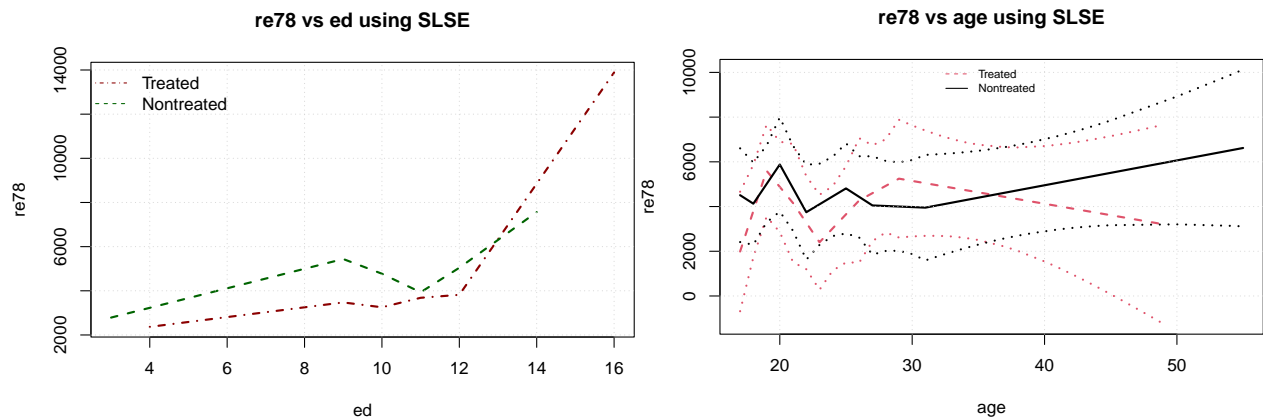 re78 vs ed using SLSE
re78
14000
10000
6000
2000
Treated
Nontreated
4 6 8 10 12 14 16
ed
re78 vs age using SLSE
re78
10000
6000
2000
0
Treated
Nontreated
20 30 40 50
age